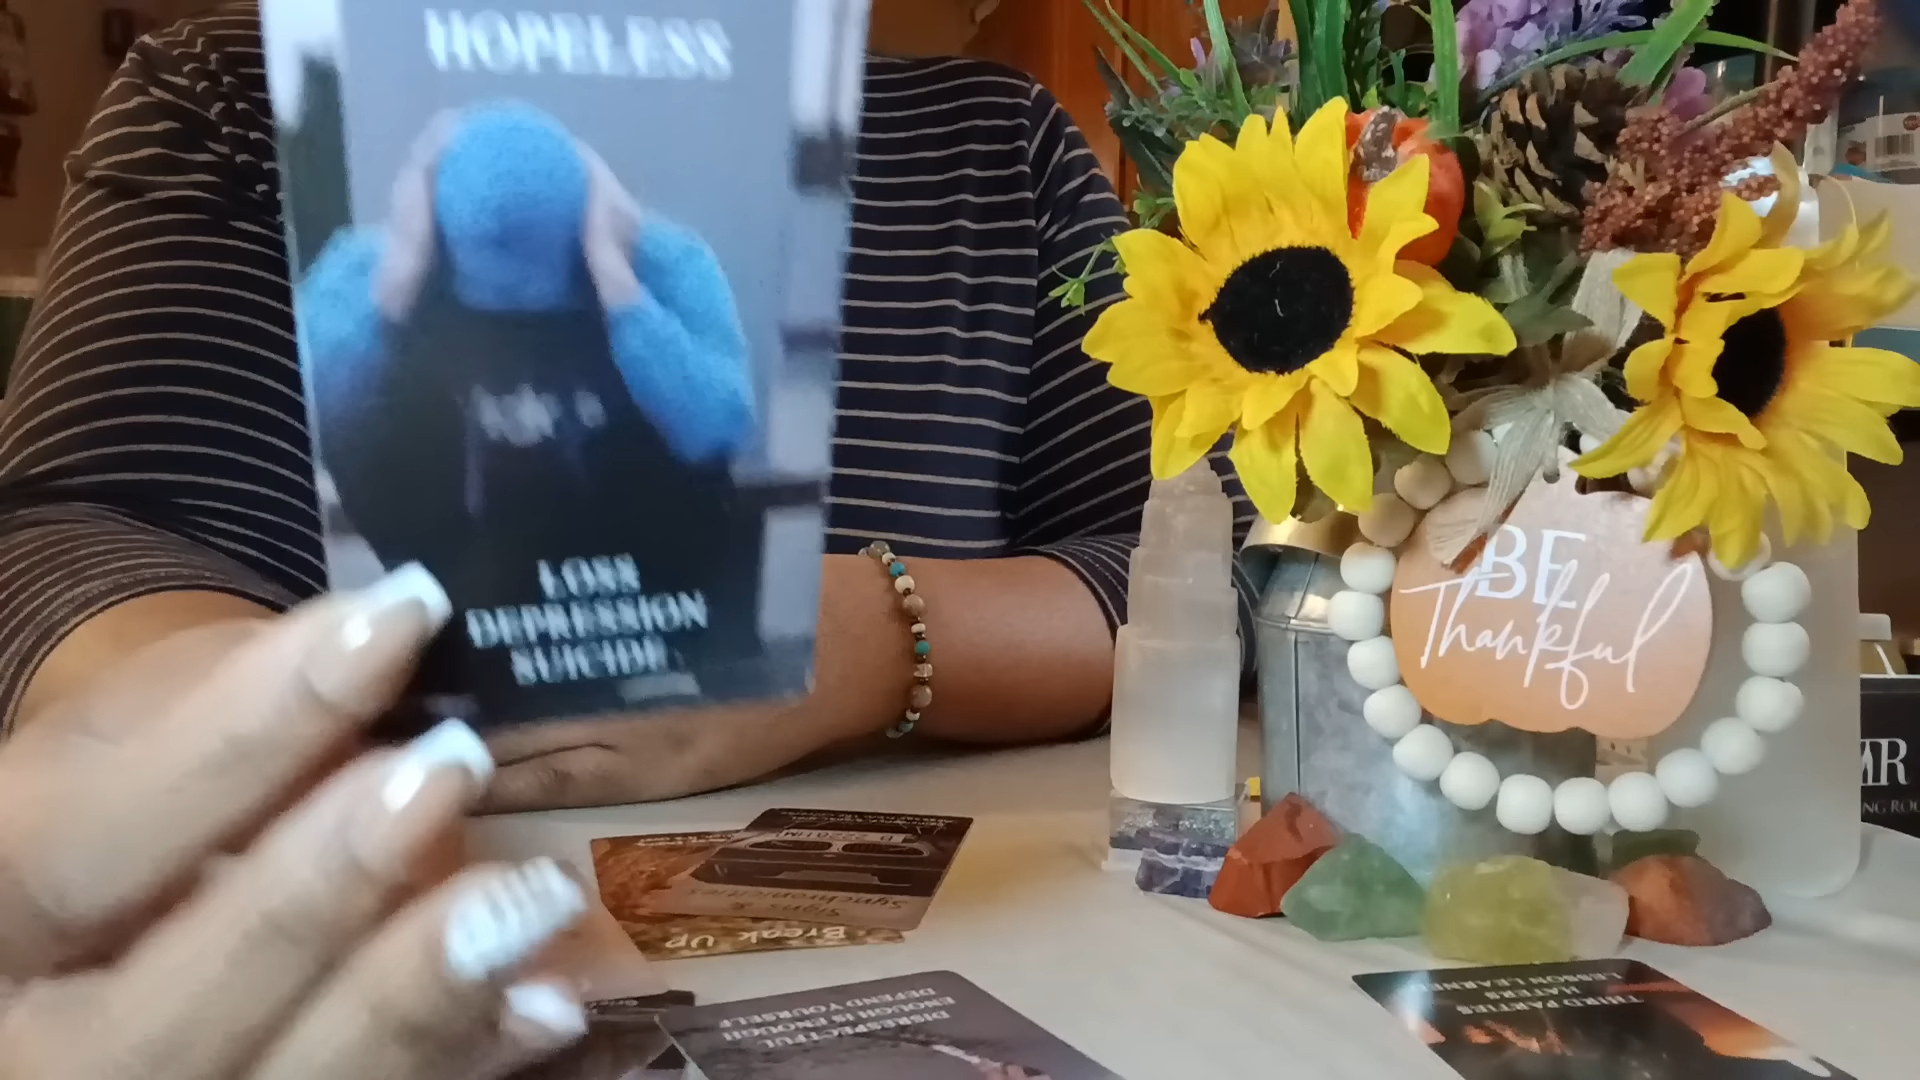 HOPELESS
LOSS
DEPRESSION
SUICIDE
BE
Thankful
Signs &
Synchronicities
Break Up
DISRESPECTFUL
ENOUGH IS ENOUGH
DEFEND YOURSELF
THIRD PARTIES
HATERS
LESSON LEARNED